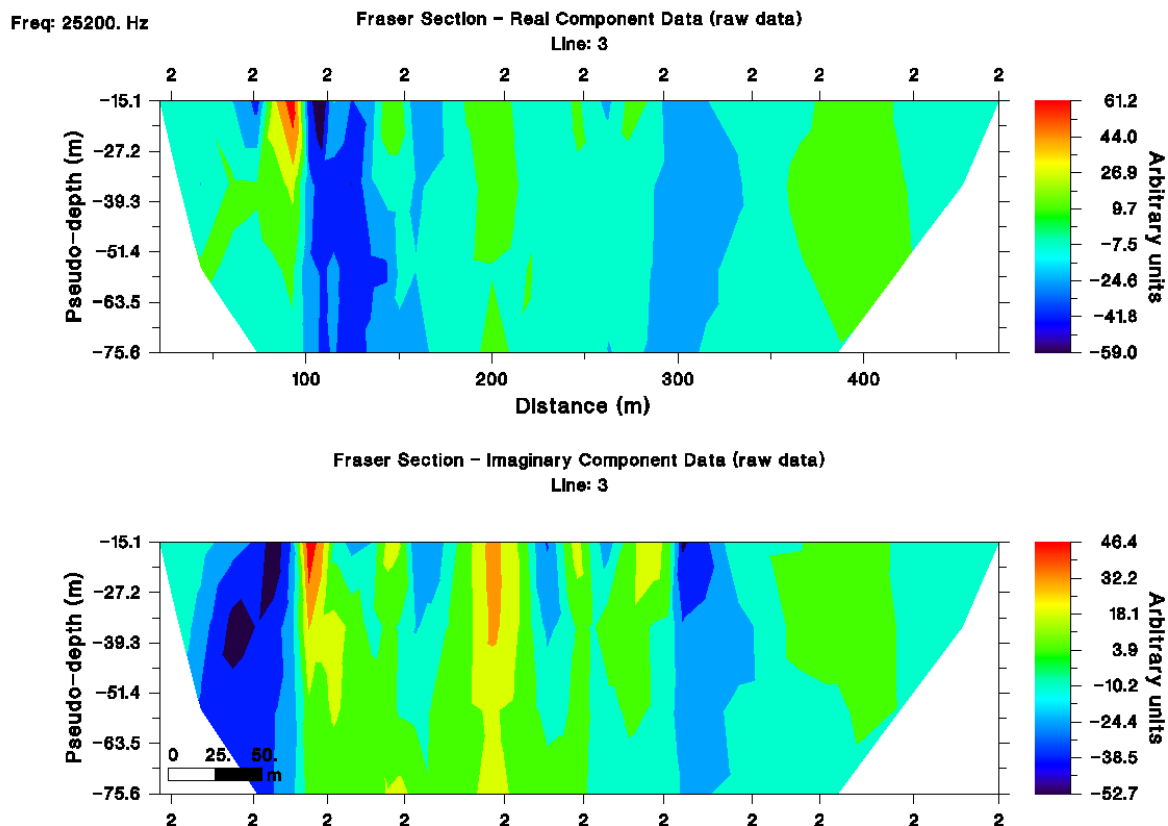 Freq: 25200. Hz
Fraser Section - Real Component Data (raw data)
Line: 3
2 2 2 2 2 2 2 2 2 2
-15.1
-27.2
-39.3
-51.4
-63.5
-75.6
Pseudo-depth (m)
100 200 300 400
Distance (m)
61.2
44.0
26.9
9.7
-7.5
-24.6
-41.8
-59.0
Arbitrary units
Fraser Section - Imaginary Component Data (raw data)
Line: 3
-15.1
-27.2
-39.3
-51.4
-63.5
-75.6
Pseudo-depth (m)
0 25. 50.
m
2 2 2 2 2 2 2 2 2 2
46.4
32.2
18.1
3.9
-10.2
-24.4
-38.5
-52.7
Arbitrary units